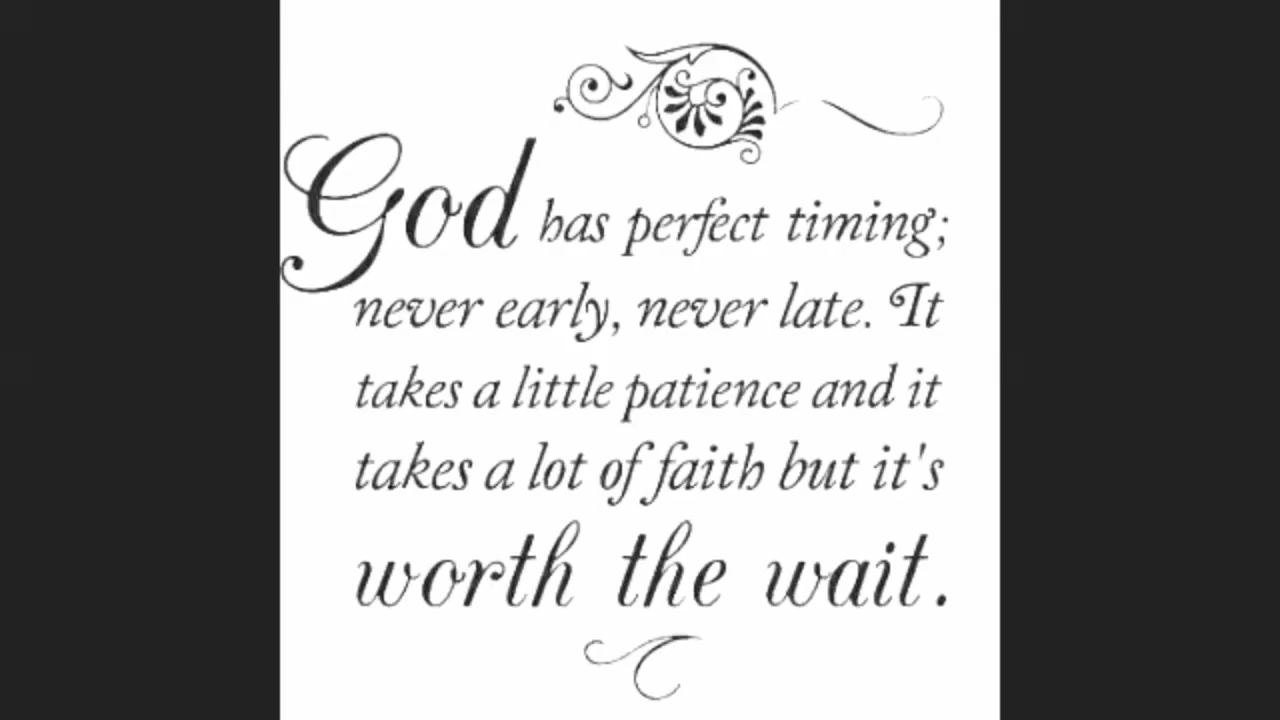 God has perfect timing;
never early, never late. It
takes a little patience and it
takes a lot of faith but it's
worth the wait.